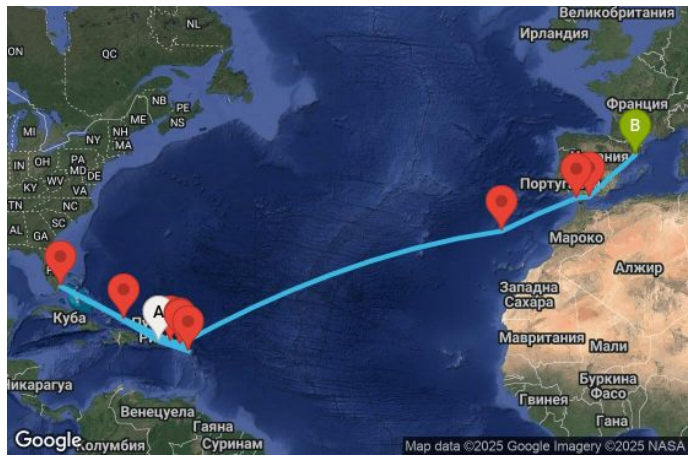 Великобритания
Ирландия
NL
ON
QC
NB
PE
NS
ME
MI
NH
NY
MA
Франция
B
IN
OH
PA
MD
DE
KY
WV
VA
TN
NC
SC
AL
GA
Мароко
Алжир
Западна
Сахара
Куба
A
Мавритания
Мали
Никарагуа
Буркина
Фасо
Гвинея
Гана
Венецуела
Гаяна
Суринам
Колумбия
Google
Map data ©2025 Google Imagery ©2025 NASA